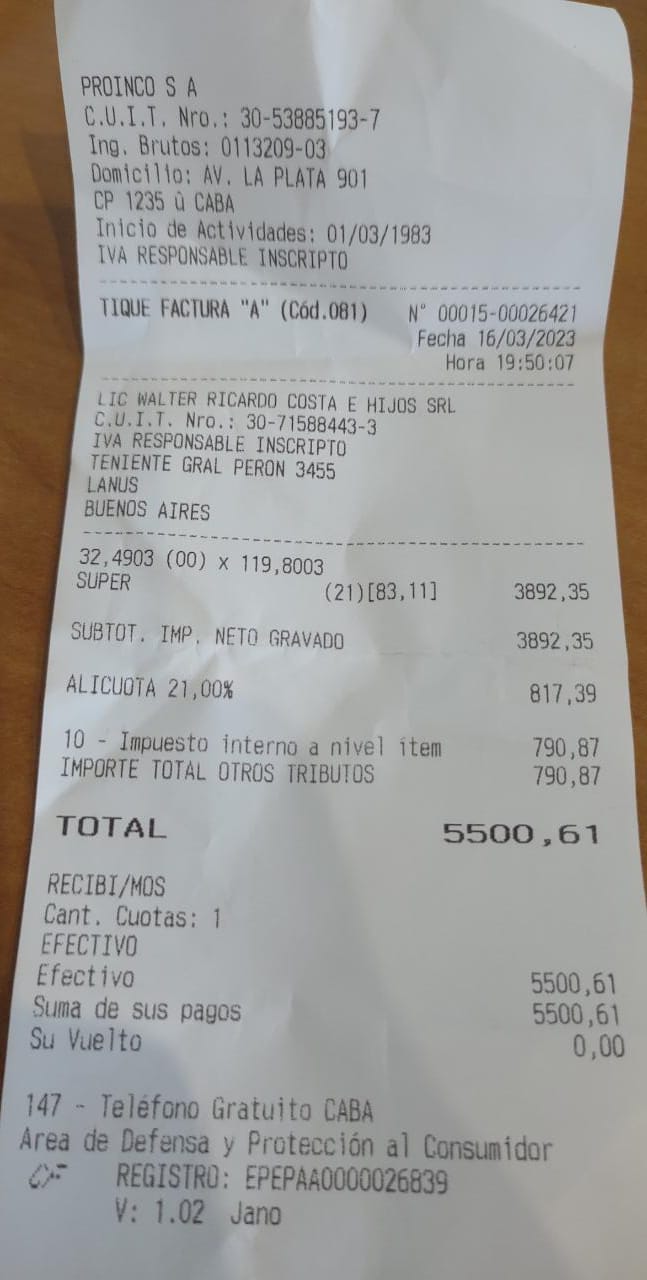 PROINCO S A
C.U.I.T. Nro.: 30-53885193-7
Ing. Brutos: 0113209-03
Domicilio: AV. LA PLATA 901
CP 1235 û CABA
Inicio de Actividades: 01/03/1983
IVA RESPONSABLE INSCRIPTO
TIQUE FACTURA "A" (Cód.081) N° 00015-00026421
Fecha 16/03/2023
Hora 19:50:07
LIC WALTER RICARDO COSTA E HIJOS SRL
C.U.I.T. Nro.: 30-71588443-3
IVA RESPONSABLE INSCRIPTO
TENIENTE GRAL PERON 3455
LANUS
BUENOS AIRES
32,4903 (00) x 119,8003
SUPER (21)[83,11] 3892,35
SUBTOT. IMP. NETO GRAVADO 3892,35
ALICUOTA 21,00% 817,39
10 - Impuesto interno a nivel ítem 790,87
IMPORTE TOTAL OTROS TRIBUTOS 790,87
TOTAL 5500,61
RECIBI/MOS
Cant. Cuotas: 1
EFECTIVO
Efectivo 5500,61
Suma de sus pagos 5500,61
Su Vuelto 0,00
147 - Teléfono Gratuito CABA
Area de Defensa y Protección al Consumidor
CF REGISTRO: EPEPAA0000026839
V: 1.02 Jano